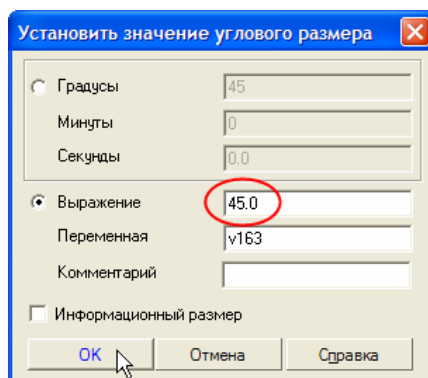 Установить значение углового размера
Градусы 45
Минуты 0
Секунды 0.0
Выражение 45.0
Переменная v163
Комментарий
Информационный размер
OK Отмена Справка